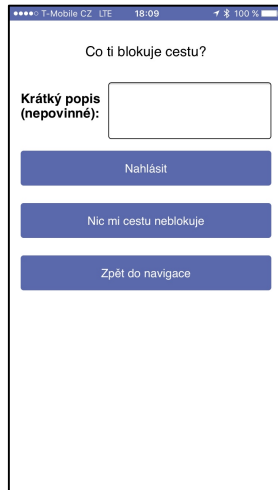 ●●●●○ T-Mobile CZ LTE 18:09 100 %
Co ti blokuje cestu?
Krátký popis
(nepovinné):
Nahlásit
Nic mi cestu neblokuje
Zpět do navigace